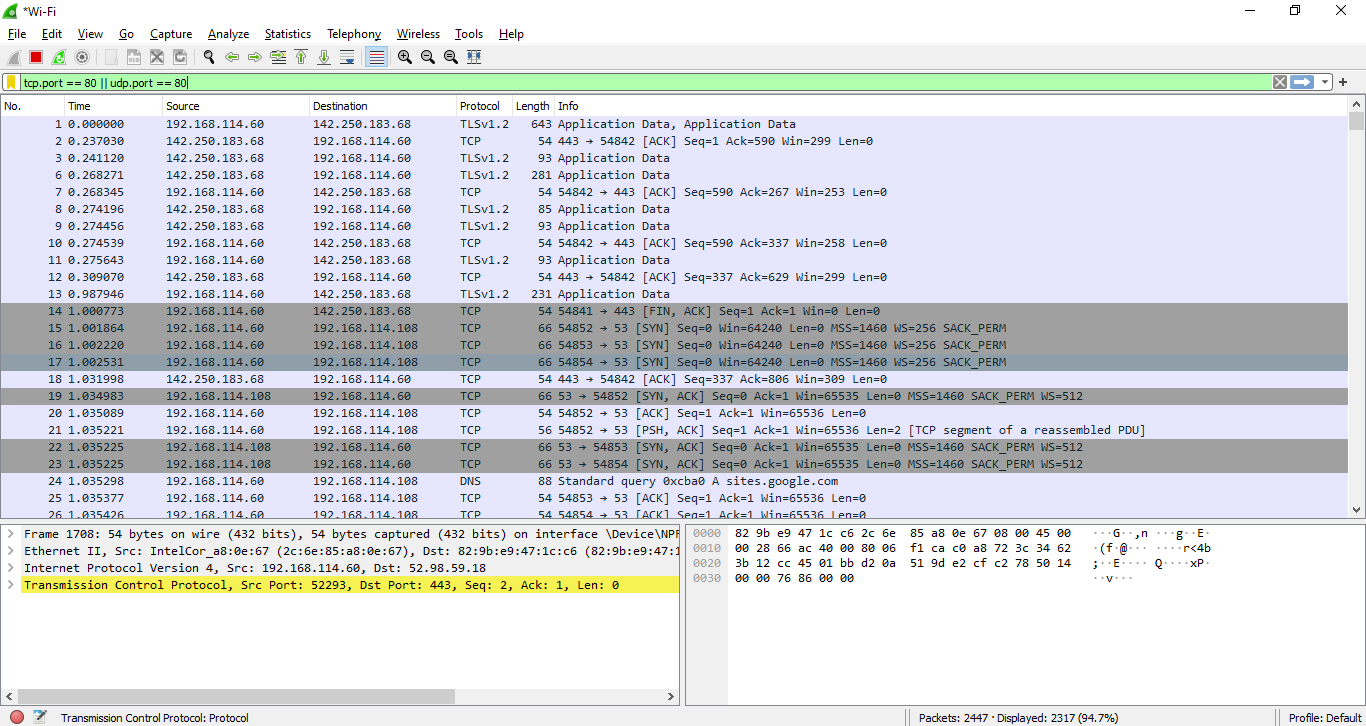 *Wi-Fi
File Edit View Go Capture Analyze Statistics Telephony Wireless Tools Help
tcp.port == 80 || udp.port == 80
No. Time Source Destination Protocol Length Info
1 0.000000 192.168.114.60 142.250.183.68 TLSv1.2 643 Application Data, Application Data
2 0.237030 142.250.183.68 192.168.114.60 TCP 54 443 → 54842 [ACK] Seq=1 Ack=590 Win=299 Len=0
3 0.241120 142.250.183.68 192.168.114.60 TLSv1.2 93 Application Data
6 0.268271 142.250.183.68 192.168.114.60 TLSv1.2 281 Application Data
7 0.268345 192.168.114.60 142.250.183.68 TCP 54 54842 → 443 [ACK] Seq=590 Ack=267 Win=253 Len=0
8 0.274196 142.250.183.68 192.168.114.60 TLSv1.2 85 Application Data
9 0.274456 142.250.183.68 192.168.114.60 TLSv1.2 93 Application Data
10 0.274539 192.168.114.60 142.250.183.68 TCP 54 54842 → 443 [ACK] Seq=590 Ack=337 Win=258 Len=0
11 0.275643 192.168.114.60 142.250.183.68 TLSv1.2 93 Application Data
12 0.309070 142.250.183.68 192.168.114.60 TCP 54 443 → 54842 [ACK] Seq=337 Ack=629 Win=299 Len=0
13 0.987946 192.168.114.60 142.250.183.68 TLSv1.2 231 Application Data
14 1.000773 192.168.114.60 142.250.183.68 TCP 54 54841 → 443 [FIN, ACK] Seq=1 Ack=1 Win=0 Len=0
15 1.001864 192.168.114.60 192.168.114.108 TCP 66 54852 → 53 [SYN] Seq=0 Win=64240 Len=0 MSS=1460 WS=256 SACK_PERM
16 1.002220 192.168.114.60 192.168.114.108 TCP 66 54853 → 53 [SYN] Seq=0 Win=64240 Len=0 MSS=1460 WS=256 SACK_PERM
17 1.002531 192.168.114.60 192.168.114.108 TCP 66 54854 → 53 [SYN] Seq=0 Win=64240 Len=0 MSS=1460 WS=256 SACK_PERM
18 1.031998 142.250.183.68 192.168.114.60 TCP 54 443 → 54842 [ACK] Seq=337 Ack=806 Win=309 Len=0
19 1.034983 192.168.114.108 192.168.114.60 TCP 66 53 → 54852 [SYN, ACK] Seq=0 Ack=1 Win=65535 Len=0 MSS=1460 SACK_PERM WS=512
20 1.035089 192.168.114.60 192.168.114.108 TCP 54 54852 → 53 [ACK] Seq=1 Ack=1 Win=65536 Len=0
21 1.035221 192.168.114.60 192.168.114.108 TCP 56 54852 → 53 [PSH, ACK] Seq=1 Ack=1 Win=65536 Len=2 [TCP segment of a reassembled PDU]
22 1.035225 192.168.114.108 192.168.114.60 TCP 66 53 → 54853 [SYN, ACK] Seq=0 Ack=1 Win=65535 Len=0 MSS=1460 SACK_PERM WS=512
23 1.035225 192.168.114.108 192.168.114.60 TCP 66 53 → 54854 [SYN, ACK] Seq=0 Ack=1 Win=65535 Len=0 MSS=1460 SACK_PERM WS=512
24 1.035298 192.168.114.60 192.168.114.108 DNS 88 Standard query 0xcba0 A sites.google.com
25 1.035377 192.168.114.60 192.168.114.108 TCP 54 54853 → 53 [ACK] Seq=1 Ack=1 Win=65536 Len=0
26 1.035426 192.168.114.60 192.168.114.108 TCP 54 54854 → 53 [ACK] Seq=1 Ack=1 Win=65536 Len=0
Frame 1708: 54 bytes on wire (432 bits), 54 bytes captured (432 bits) on interface \Device\NPF
Ethernet II, Src: IntelCor_a8:0e:67 (2c:6e:85:a8:0e:67), Dst: 82:9b:e9:47:1c:c6 (82:9b:e9:47:1
Internet Protocol Version 4, Src: 192.168.114.60, Dst: 52.98.59.18
Transmission Control Protocol, Src Port: 52293, Dst Port: 443, Seq: 2, Ack: 1, Len: 0
0000 82 9b e9 47 1c c6 2c 6e 85 a8 0e 67 08 00 45 00 ···G··,n ···g··E·
0010 00 28 66 ac 40 00 80 06 f1 ca c0 a8 72 3c 34 62 ·(f·@··· ····r<4b
0020 3b 12 cc 45 01 bb d2 0a 51 9d e2 cf c2 78 50 14 ;··E···· Q····xP·
0030 00 00 76 86 00 00 ··v···
Transmission Control Protocol: Protocol
Packets: 2447 · Displayed: 2317 (94.7%)
Profile: Default